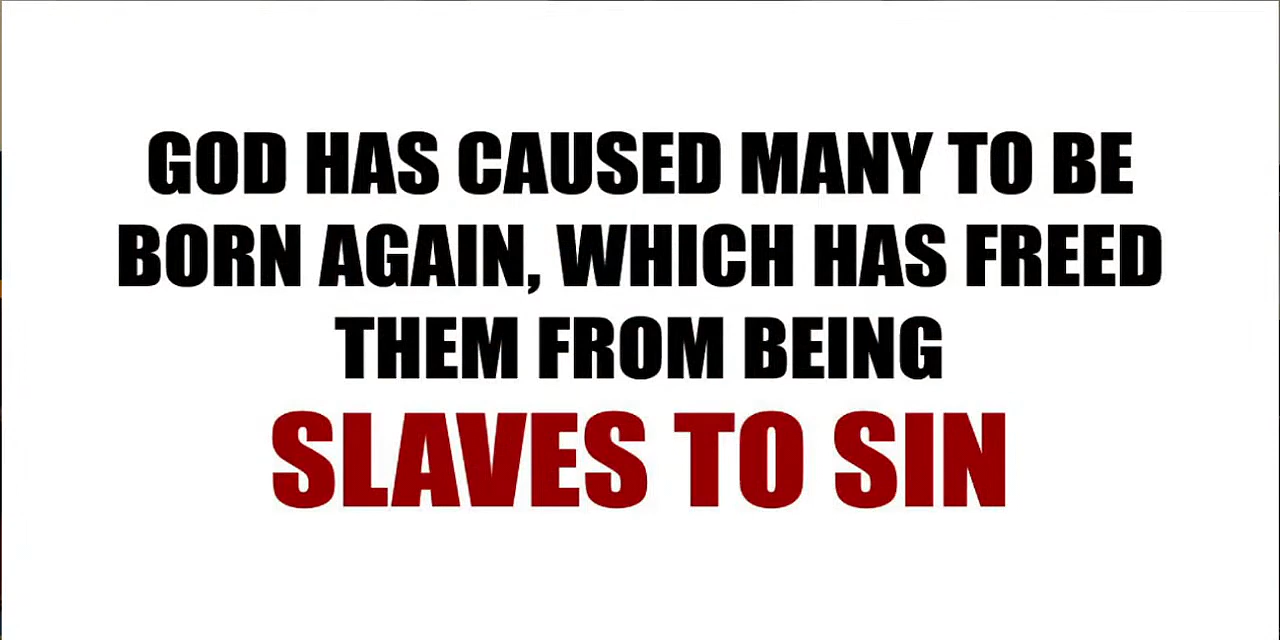 GOD HAS CAUSED MANY TO BE
BORN AGAIN, WHICH HAS FREED
THEM FROM BEING
SLAVES TO SIN